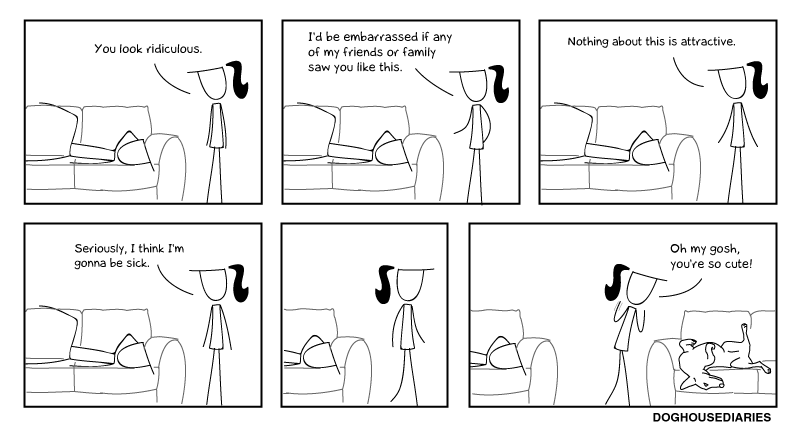 You look ridiculous.
I'd be embarrassed if any
of my friends or family
saw you like this.
Nothing about this is attractive.
Seriously, I think I'm
gonna be sick.
Oh my gosh,
you're so cute!
DOGHOUSEDIARIES